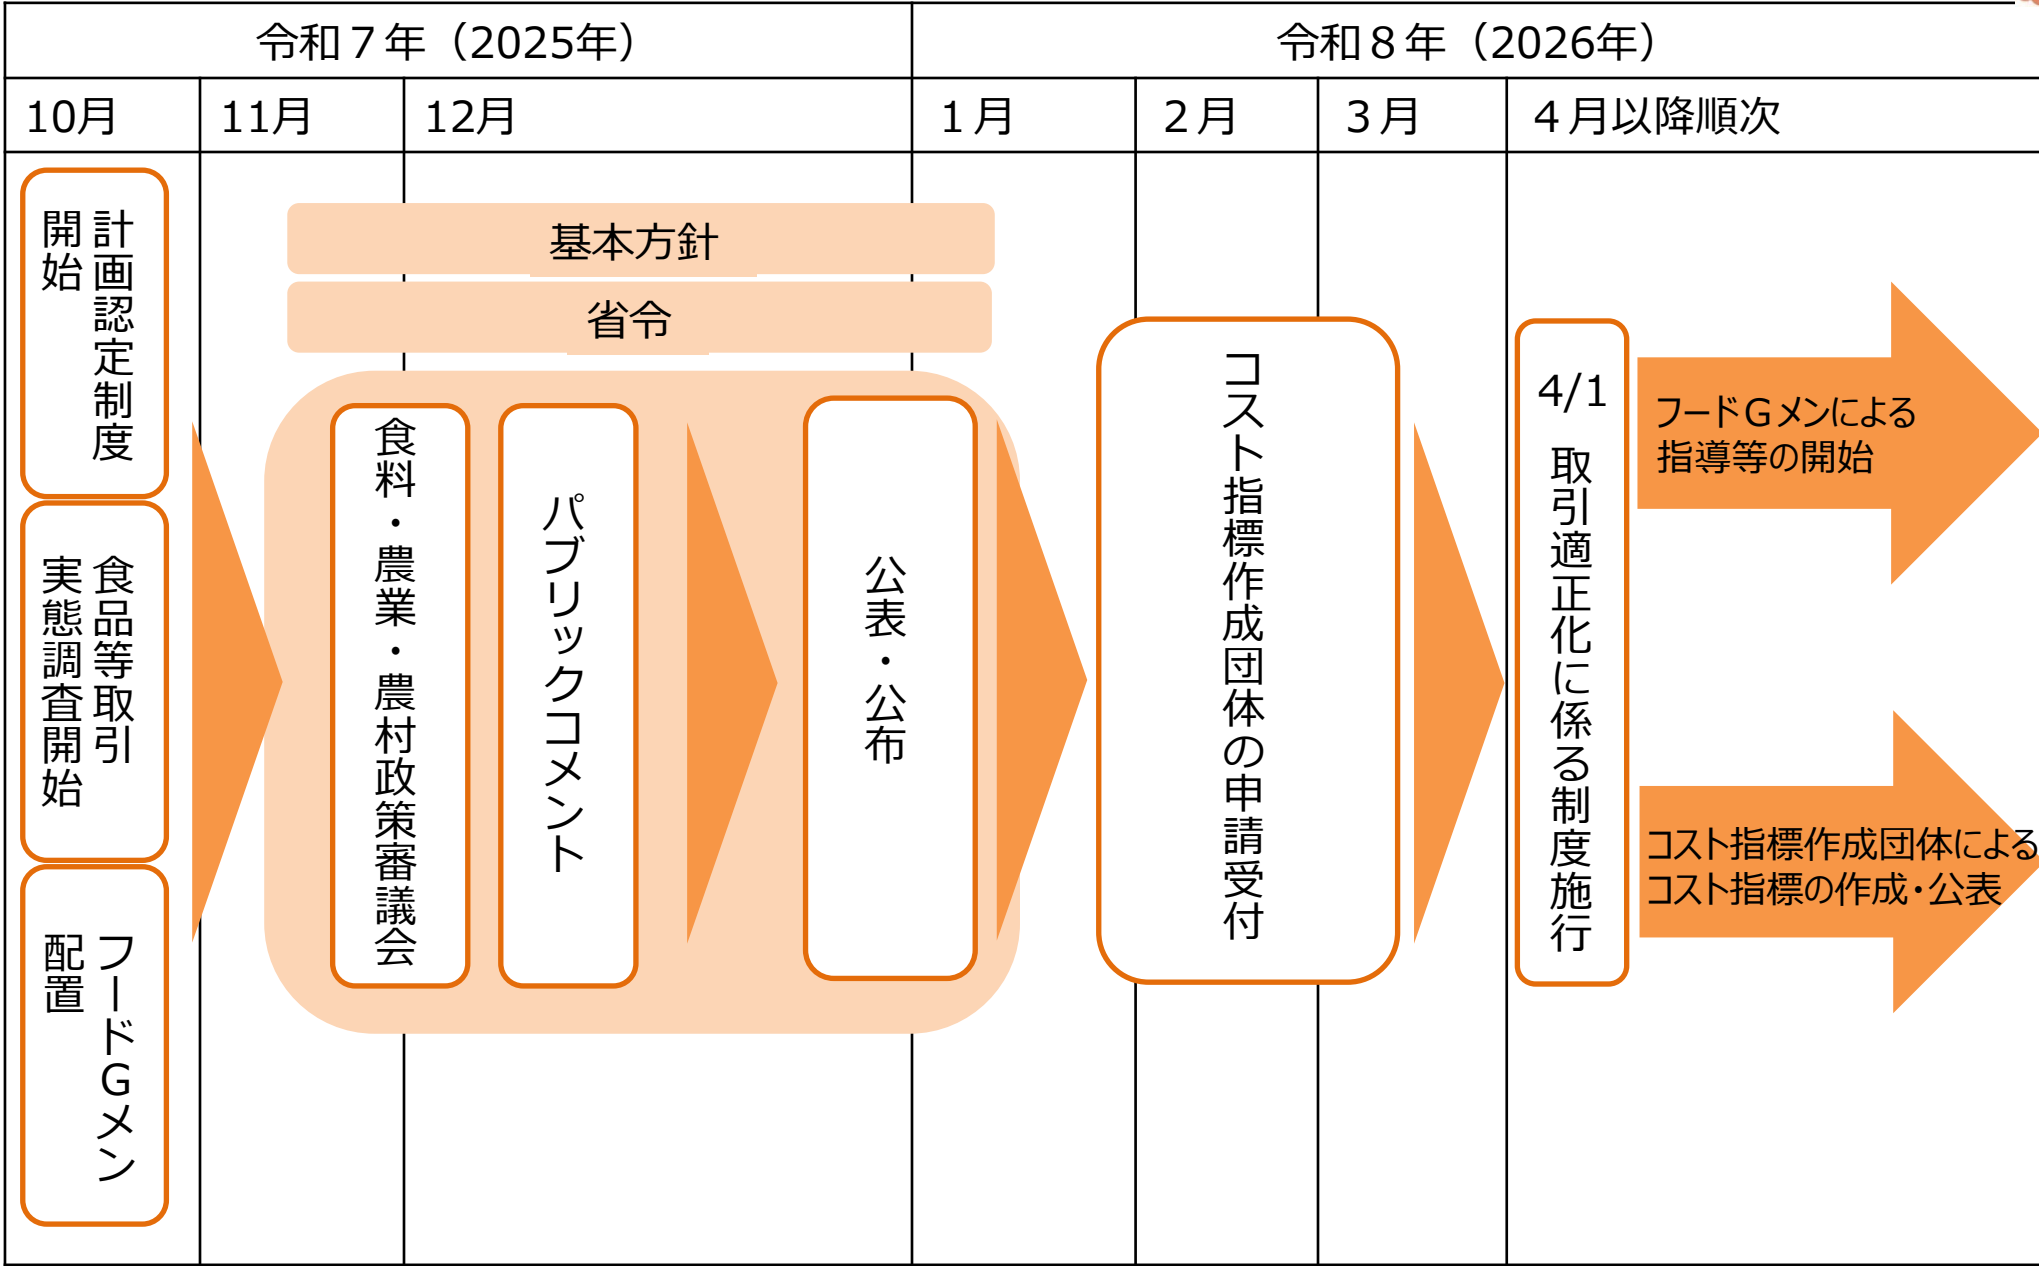 令和７年（2025年）
令和８年（2026年）
10月
11月
12月
１月
２月
３月
４月以降順次
計画認定制度
開始
食品等取引
実態調査開始
フードGメン
配置
基本方針
省令
食料・農業・農村政策審議会
パブリックコメント
公表・公布
コスト指標作成団体の申請受付
4/1
取引適正化に係る制度施行
フードＧメンによる
指導等の開始
コスト指標作成団体による
コスト指標の作成・公表